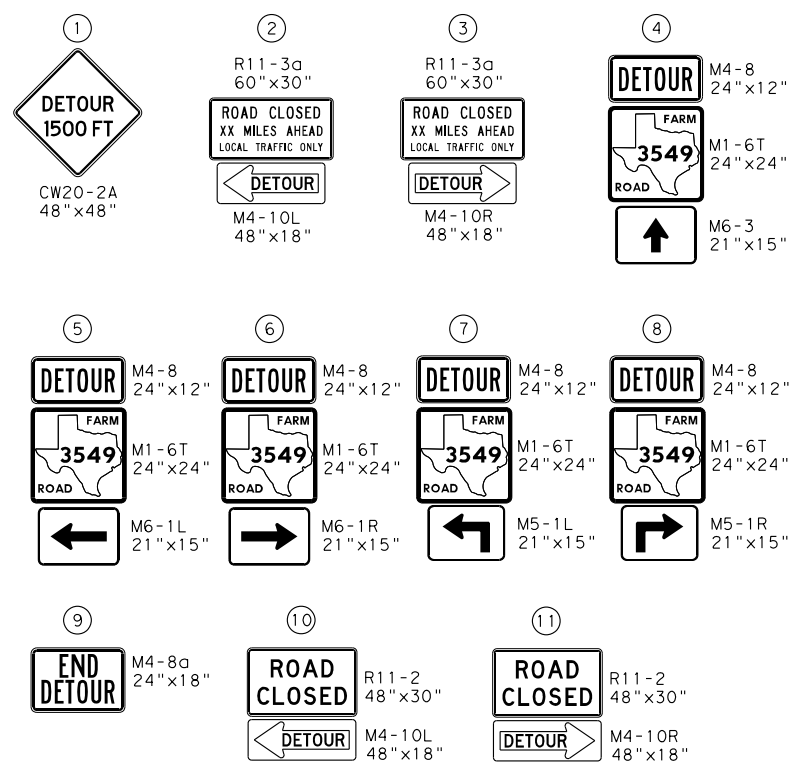 1
DETOUR
1500 FT
CW20-2A
48"x48"
2
R11-3a
60"x30"
ROAD CLOSED
XX MILES AHEAD
LOCAL TRAFFIC ONLY
DETOUR
M4-10L
48"x18"
3
R11-3a
60"x30"
ROAD CLOSED
XX MILES AHEAD
LOCAL TRAFFIC ONLY
DETOUR
M4-10R
48"x18"
4
DETOUR
M4-8
24"x12"
FARM
3549
ROAD
M1-6T
24"x24"
M6-3
21"x15"
5
DETOUR
M4-8
24"x12"
FARM
3549
ROAD
M1-6T
24"x24"
M6-1L
21"x15"
6
DETOUR
M4-8
24"x12"
FARM
3549
ROAD
M1-6T
24"x24"
M6-1R
21"x15"
7
DETOUR
M4-8
24"x12"
FARM
3549
ROAD
M1-6T
24"x24"
M5-1L
21"x15"
8
DETOUR
M4-8
24"x12"
FARM
3549
ROAD
M1-6T
24"x24"
M5-1R
21"x15"
9
END
DETOUR
M4-8a
24"x18"
10
ROAD
CLOSED
R11-2
48"x30"
DETOUR
M4-10L
48"x18"
11
ROAD
CLOSED
R11-2
48"x30"
DETOUR
M4-10R
48"x18"